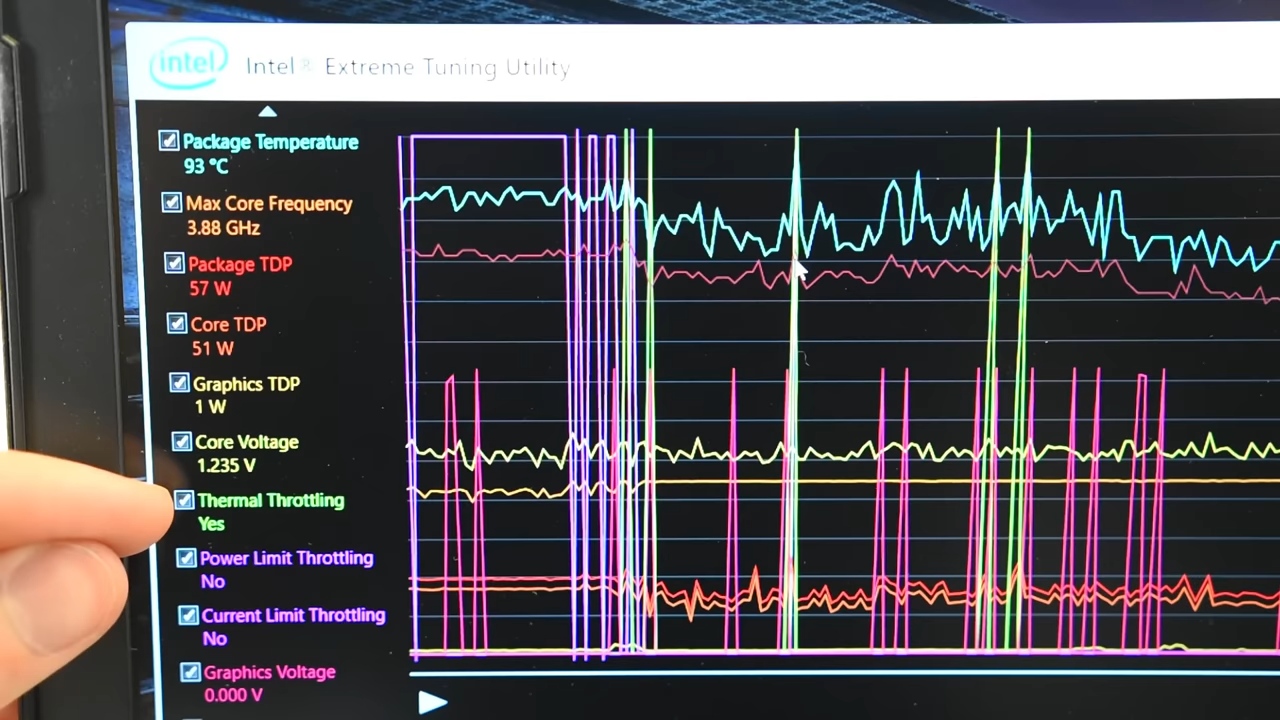 intel
Intel® Extreme Tuning Utility
Package Temperature
93 °C
Max Core Frequency
3.88 GHz
Package TDP
57 W
Core TDP
51 W
Graphics TDP
1 W
Core Voltage
1.235 V
Thermal Throttling
Yes
Power Limit Throttling
No
Current Limit Throttling
No
Graphics Voltage
0.000 V